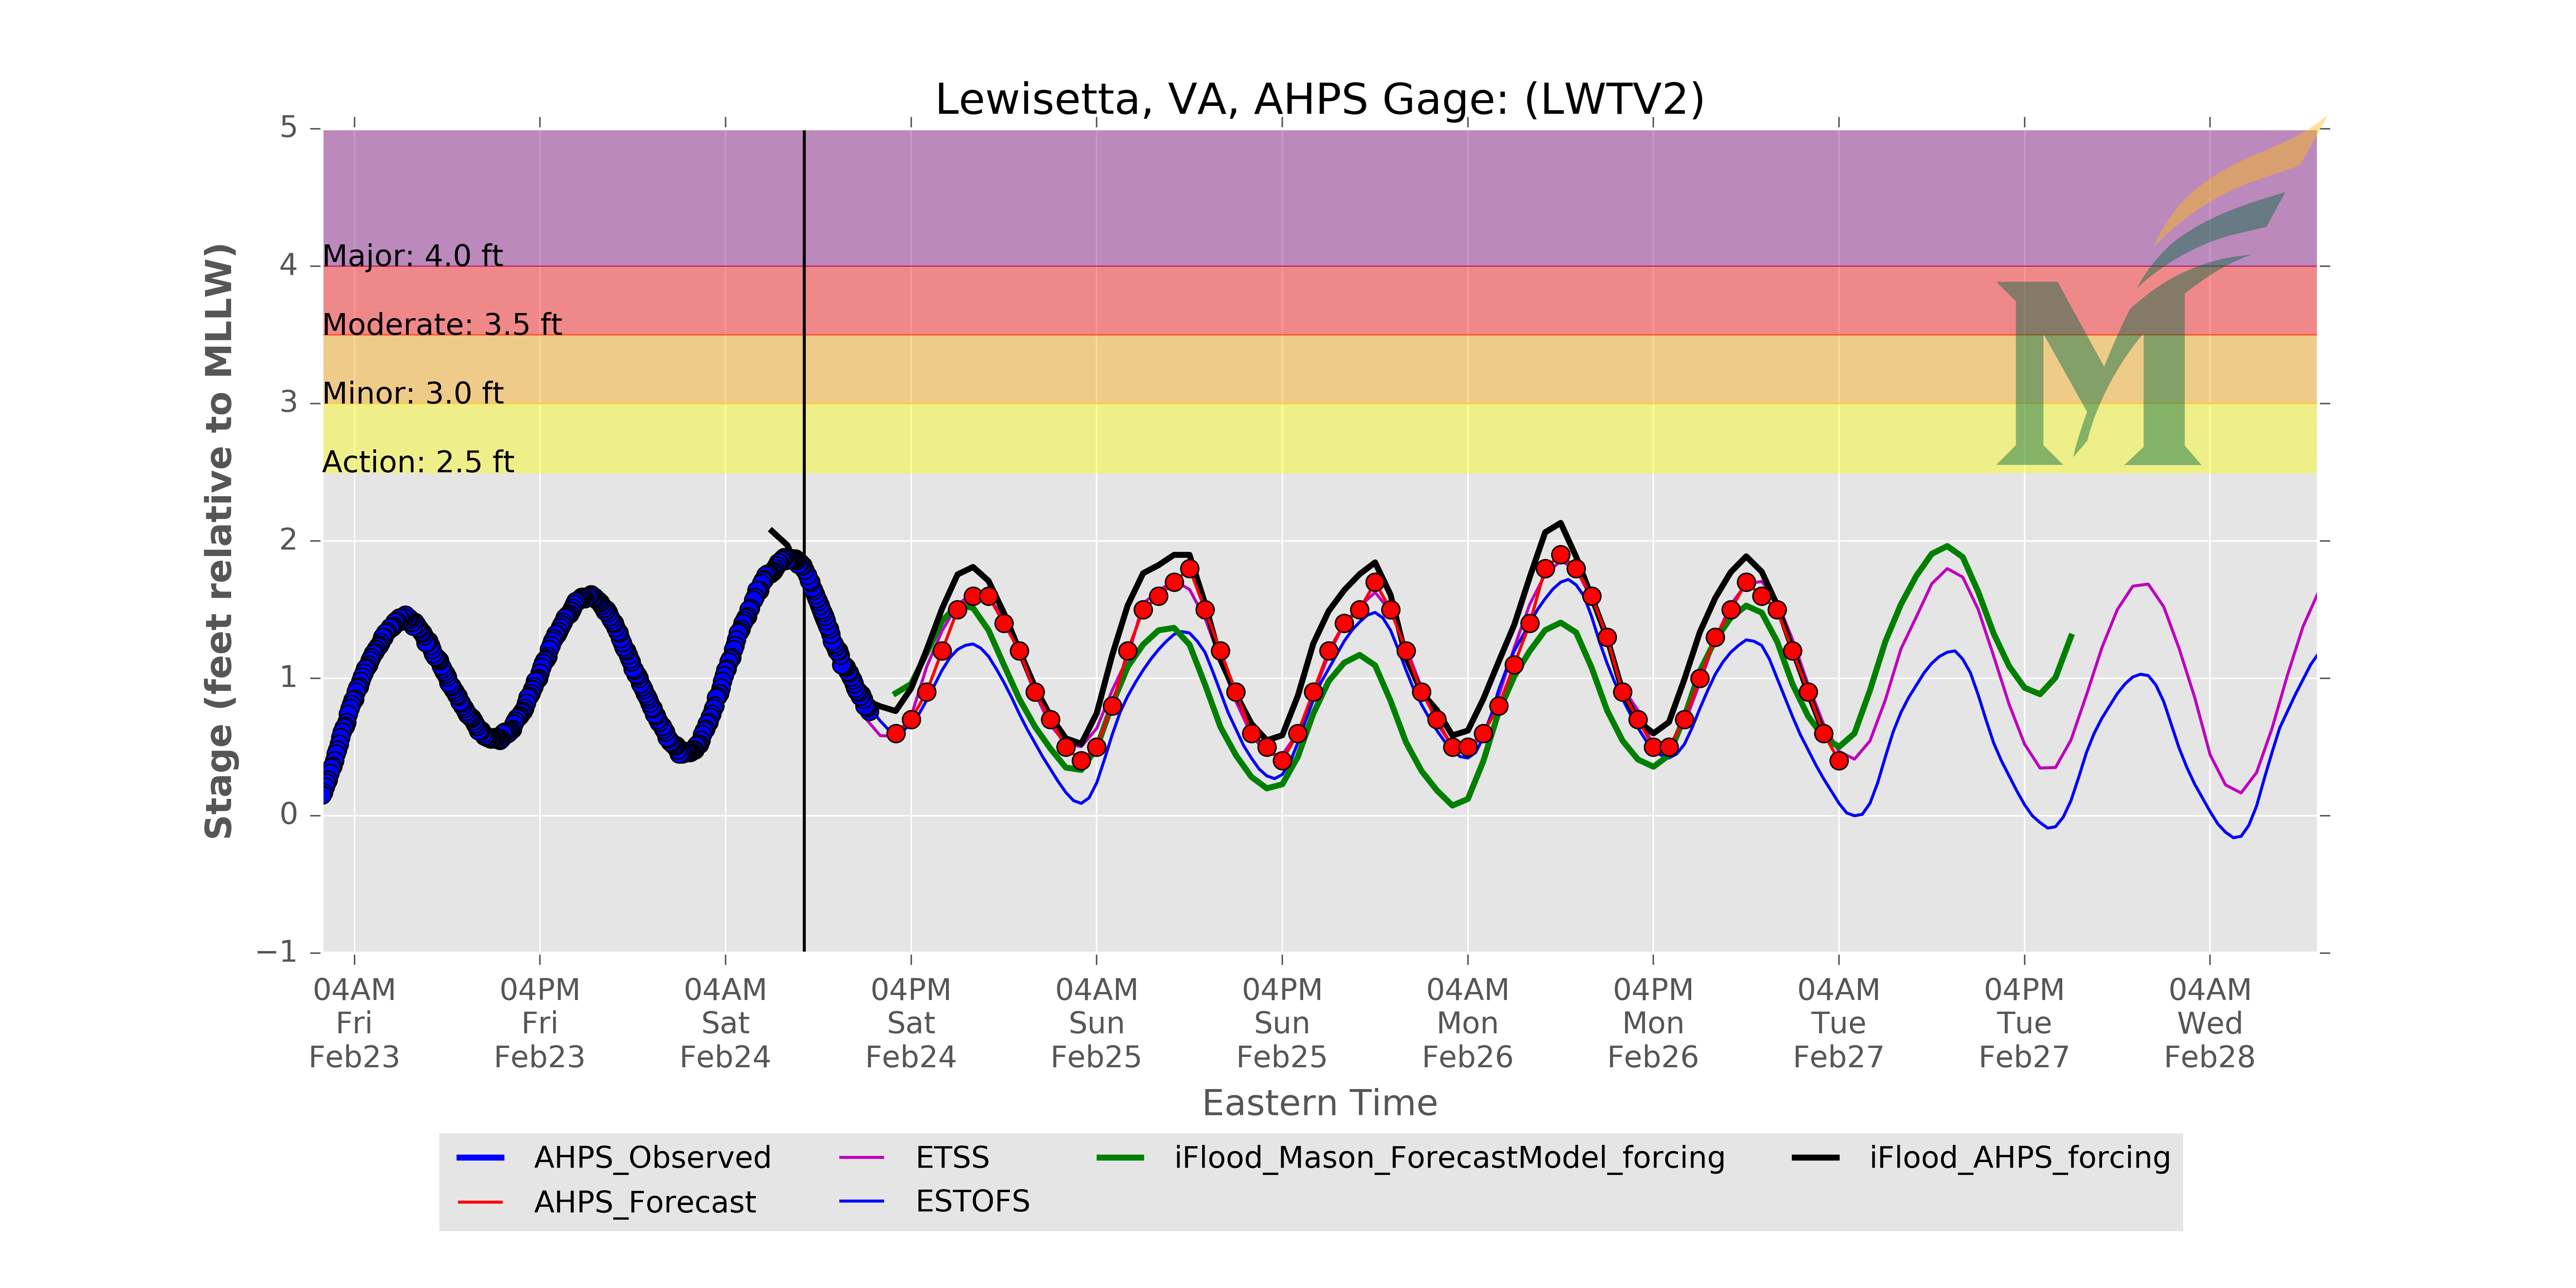 Lewisetta, VA, AHPS Gage: (LWTV2)
Stage (feet relative to MLLW)
5
4
3
2
1
0
−1
Major: 4.0 ft
Moderate: 3.5 ft
Minor: 3.0 ft
Action: 2.5 ft
04AM 04PM 04AM 04PM 04AM 04PM 04AM 04PM 04AM 04PM 04AM
Fri Fri Sat Sat Sun Sun Mon Mon Tue Tue Wed
Feb23 Feb23 Feb24 Feb24 Feb25 Feb25 Feb26 Feb26 Feb27 Feb27 Feb28
Eastern Time
AHPS_Observed ETSS iFlood_Mason_ForecastModel_forcing iFlood_AHPS_forcing
AHPS_Forecast ESTOFS